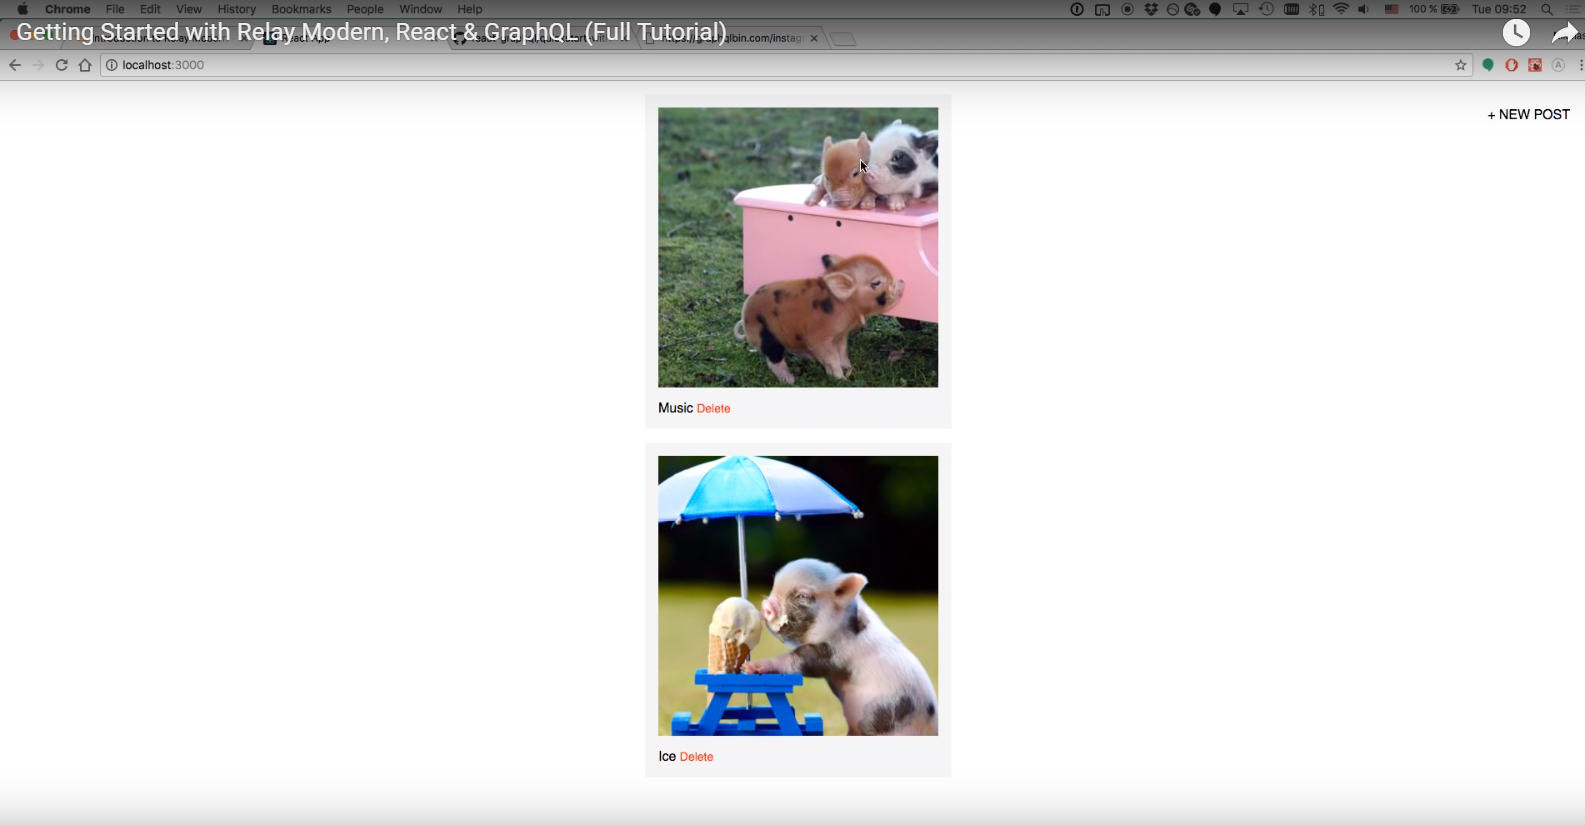 Chrome File Edit View History Bookmarks People Window Help 100 % Tue 09:52
Getting Started with Relay Modern, React & GraphQL (Full Tutorial)
localhost:3000
+ NEW POST
Music Delete
Ice Delete